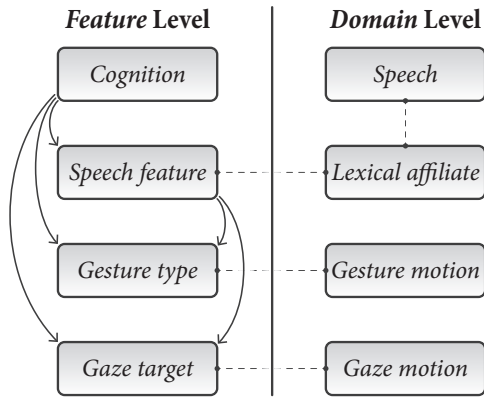 Feature Level
Domain Level
Cognition
Speech
Speech feature
Lexical affiliate
Gesture type
Gesture motion
Gaze target
Gaze motion